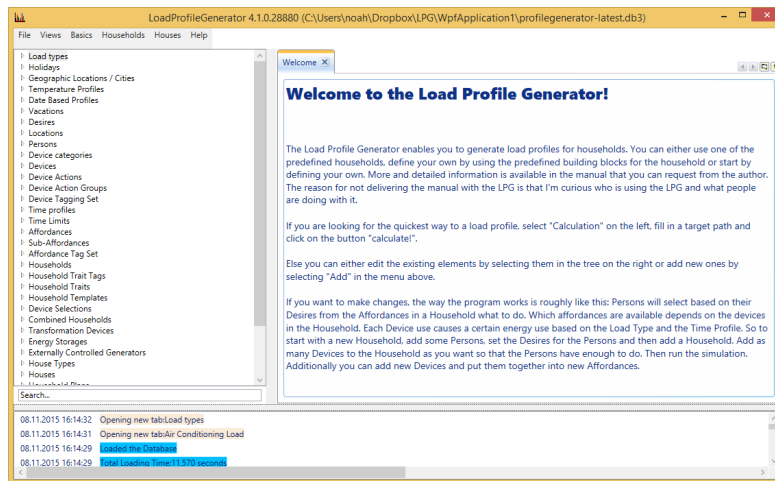 LoadProfileGenerator 4.1.0.28880 (C:\Users\noah\Dropbox\LPG\WpfApplication1\profilegenerator-latest.db3)
File Views Basics Households Houses Help
Load types
Holidays
Geographic Locations / Cities
Temperature Profiles
Date Based Profiles
Vacations
Desires
Locations
Persons
Device categories
Devices
Device Actions
Device Action Groups
Device Tagging Set
Time profiles
Time Limits
Affordances
Sub-Affordances
Affordance Tag Set
Households
Household Trait Tags
Household Traits
Household Templates
Device Selections
Combined Households
Transformation Devices
Energy Storages
Externally Controlled Generators
House Types
Houses
Household Plans
Search...
Welcome X
Welcome to the Load Profile Generator!
The Load Profile Generator enables you to generate load profiles for households. You can either use one of the
predefined households, define your own by using the predefined building blocks for the household or start by
defining your own. More and detailed information is available in the manual that you can request from the author.
The reason for not delivering the manual with the LPG is that I'm curious who is using the LPG and what people
are doing with it.
If you are looking for the quickest way to a load profile, select "Calculation" on the left, fill in a target path and
click on the button "calculate!".
Else you can either edit the existing elements by selecting them in the tree on the right or add new ones by
selecting "Add" in the menu above.
If you want to make changes, the way the program works is roughly like this: Persons will select based on their
Desires from the Affordances in a Household what to do. Which affordances are available depends on the devices
in the Household. Each Device use causes a certain energy use based on the Load Type and the Time Profile. So to
start with a new Household, add some Persons, set the Desires for the Persons and then add a Household. Add as
many Devices to the Household as you want so that the Persons have enough to do. Then run the simulation.
Additionally you can add new Devices and put them together into new Affordances.
08.11.2015 16:14:32 Opening new tab:Load types
08.11.2015 16:14:31 Opening new tab:Air Conditioning Load
08.11.2015 16:14:29 Loaded the Database
08.11.2015 16:14:29 Total Loading Time:11,570 seconds